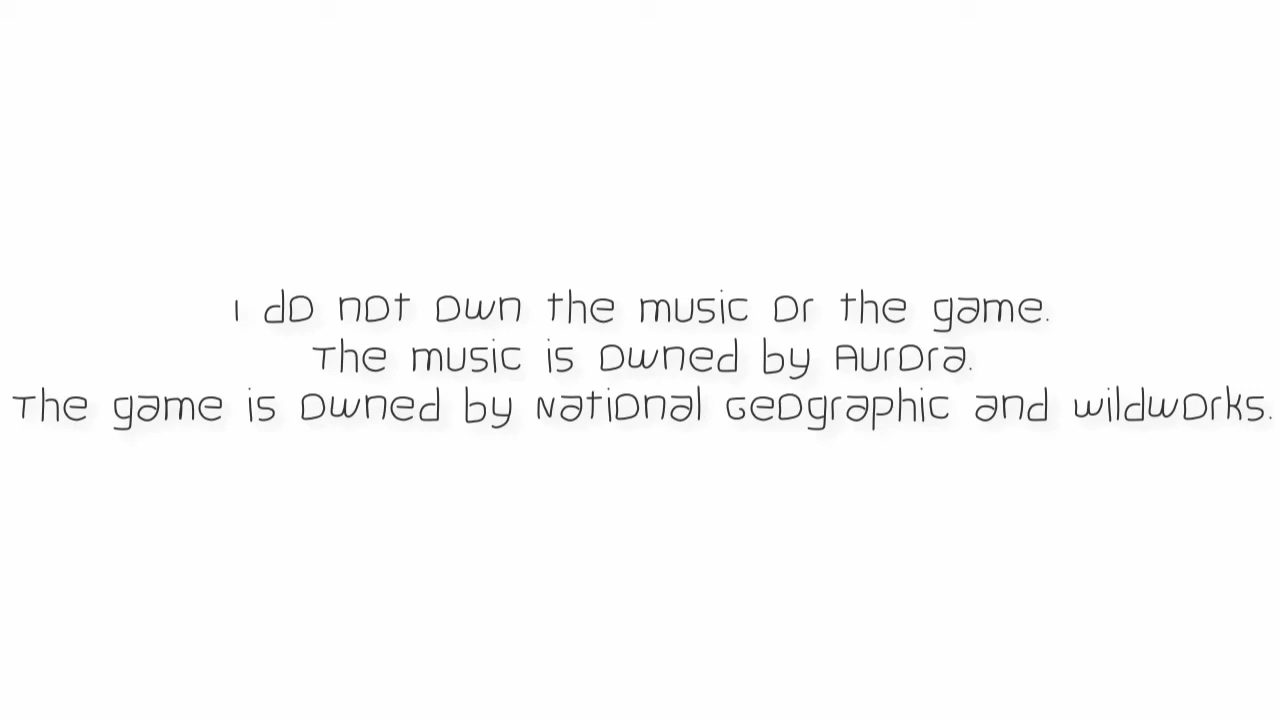 I do not own the music or the game.
The music is owned by Aurora.
The game is owned by National Geographic and Wildworks.